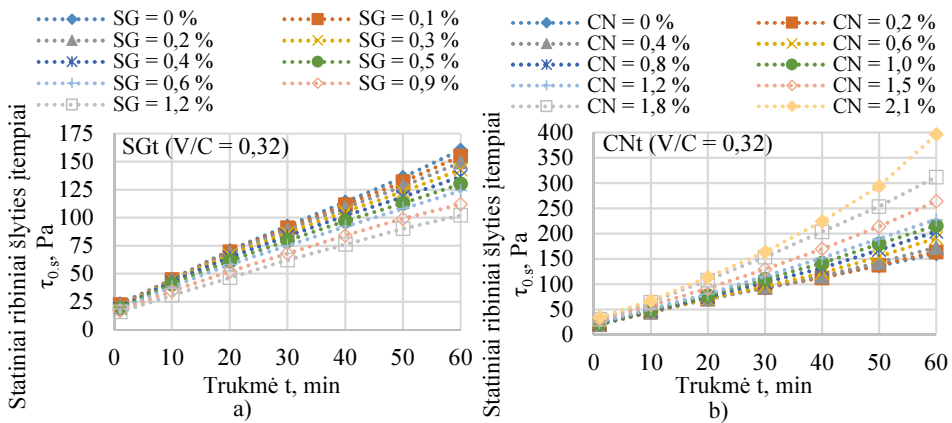 SG = 0 %
SG = 0,1 %
SG = 0,2 %
SG = 0,3 %
SG = 0,4 %
SG = 0,5 %
SG = 0,6 %
SG = 0,9 %
SG = 1,2 %
Statiniai ribiniai šlyties įtempiai
τ0.s, Pa
175
150
125
100
75
50
25
0
SGt (V/C = 0,32)
0 10 20 30 40 50 60
Trukmė t, min
a)
CN = 0 %
CN = 0,2 %
CN = 0,4 %
CN = 0,6 %
CN = 0,8 %
CN = 1,0 %
CN = 1,2 %
CN = 1,5 %
CN = 1,8 %
CN = 2,1 %
Statiniai ribiniai šlyties įtempiai
τ0.s, Pa
400
350
300
250
200
150
100
50
0
CNt (V/C = 0,32)
0 10 20 30 40 50 60
Trukmė t, min
b)